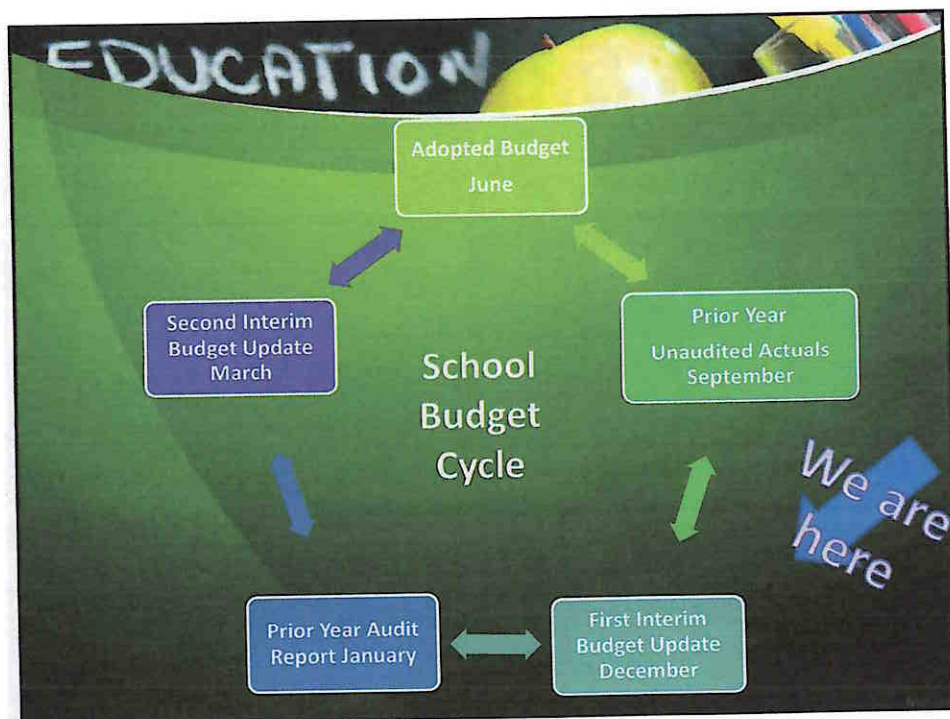 EDUCATION
Adopted Budget
June
Second Interim
Budget Update
March
Prior Year
Unaudited Actuals
September
School
Budget
Cycle
We are
here
Prior Year Audit
Report January
First Interim
Budget Update
December